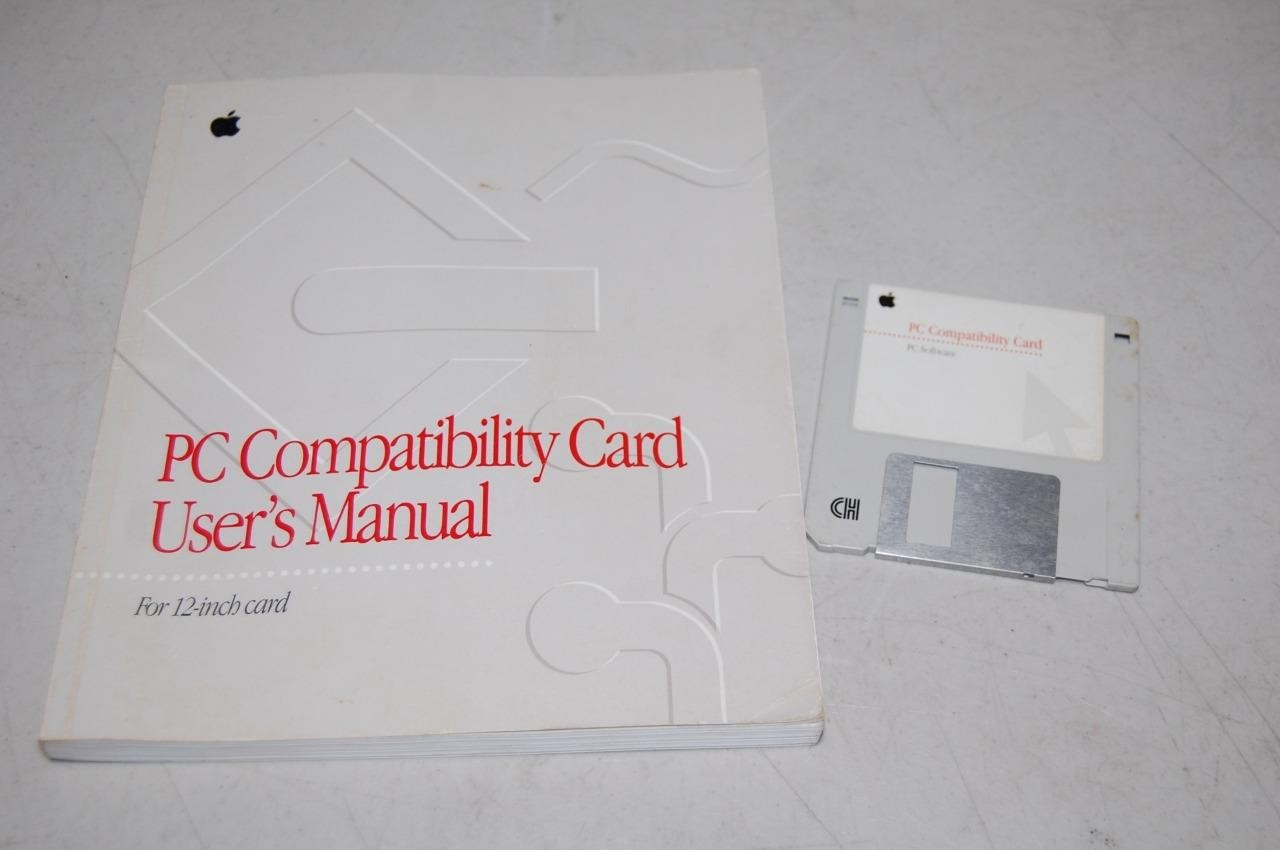 PC Compatibility Card
User's Manual
For 12-inch card
PC Compatibility Card
PC Software
CH